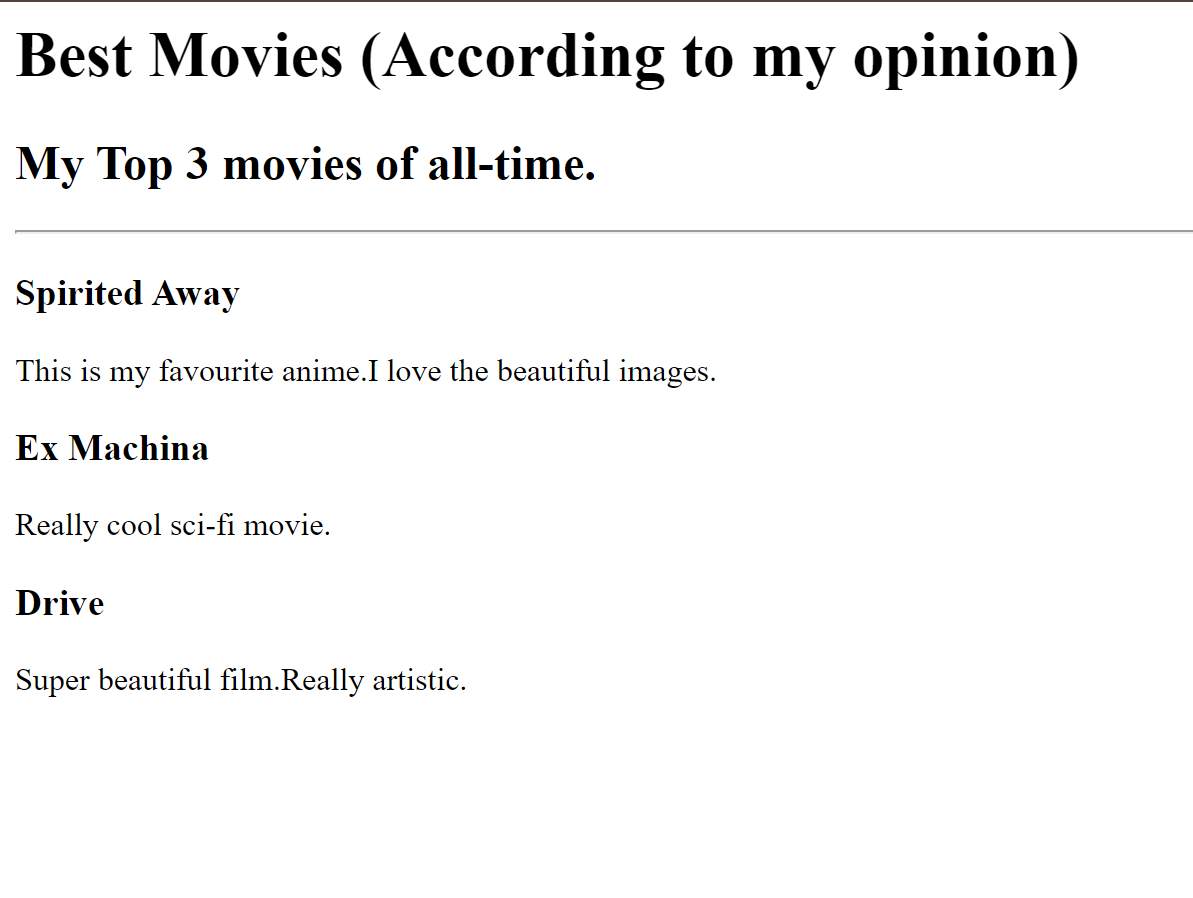 Best Movies (According to my opinion)
My Top 3 movies of all-time.
Spirited Away
This is my favourite anime.I love the beautiful images.
Ex Machina
Really cool sci-fi movie.
Drive
Super beautiful film.Really artistic.